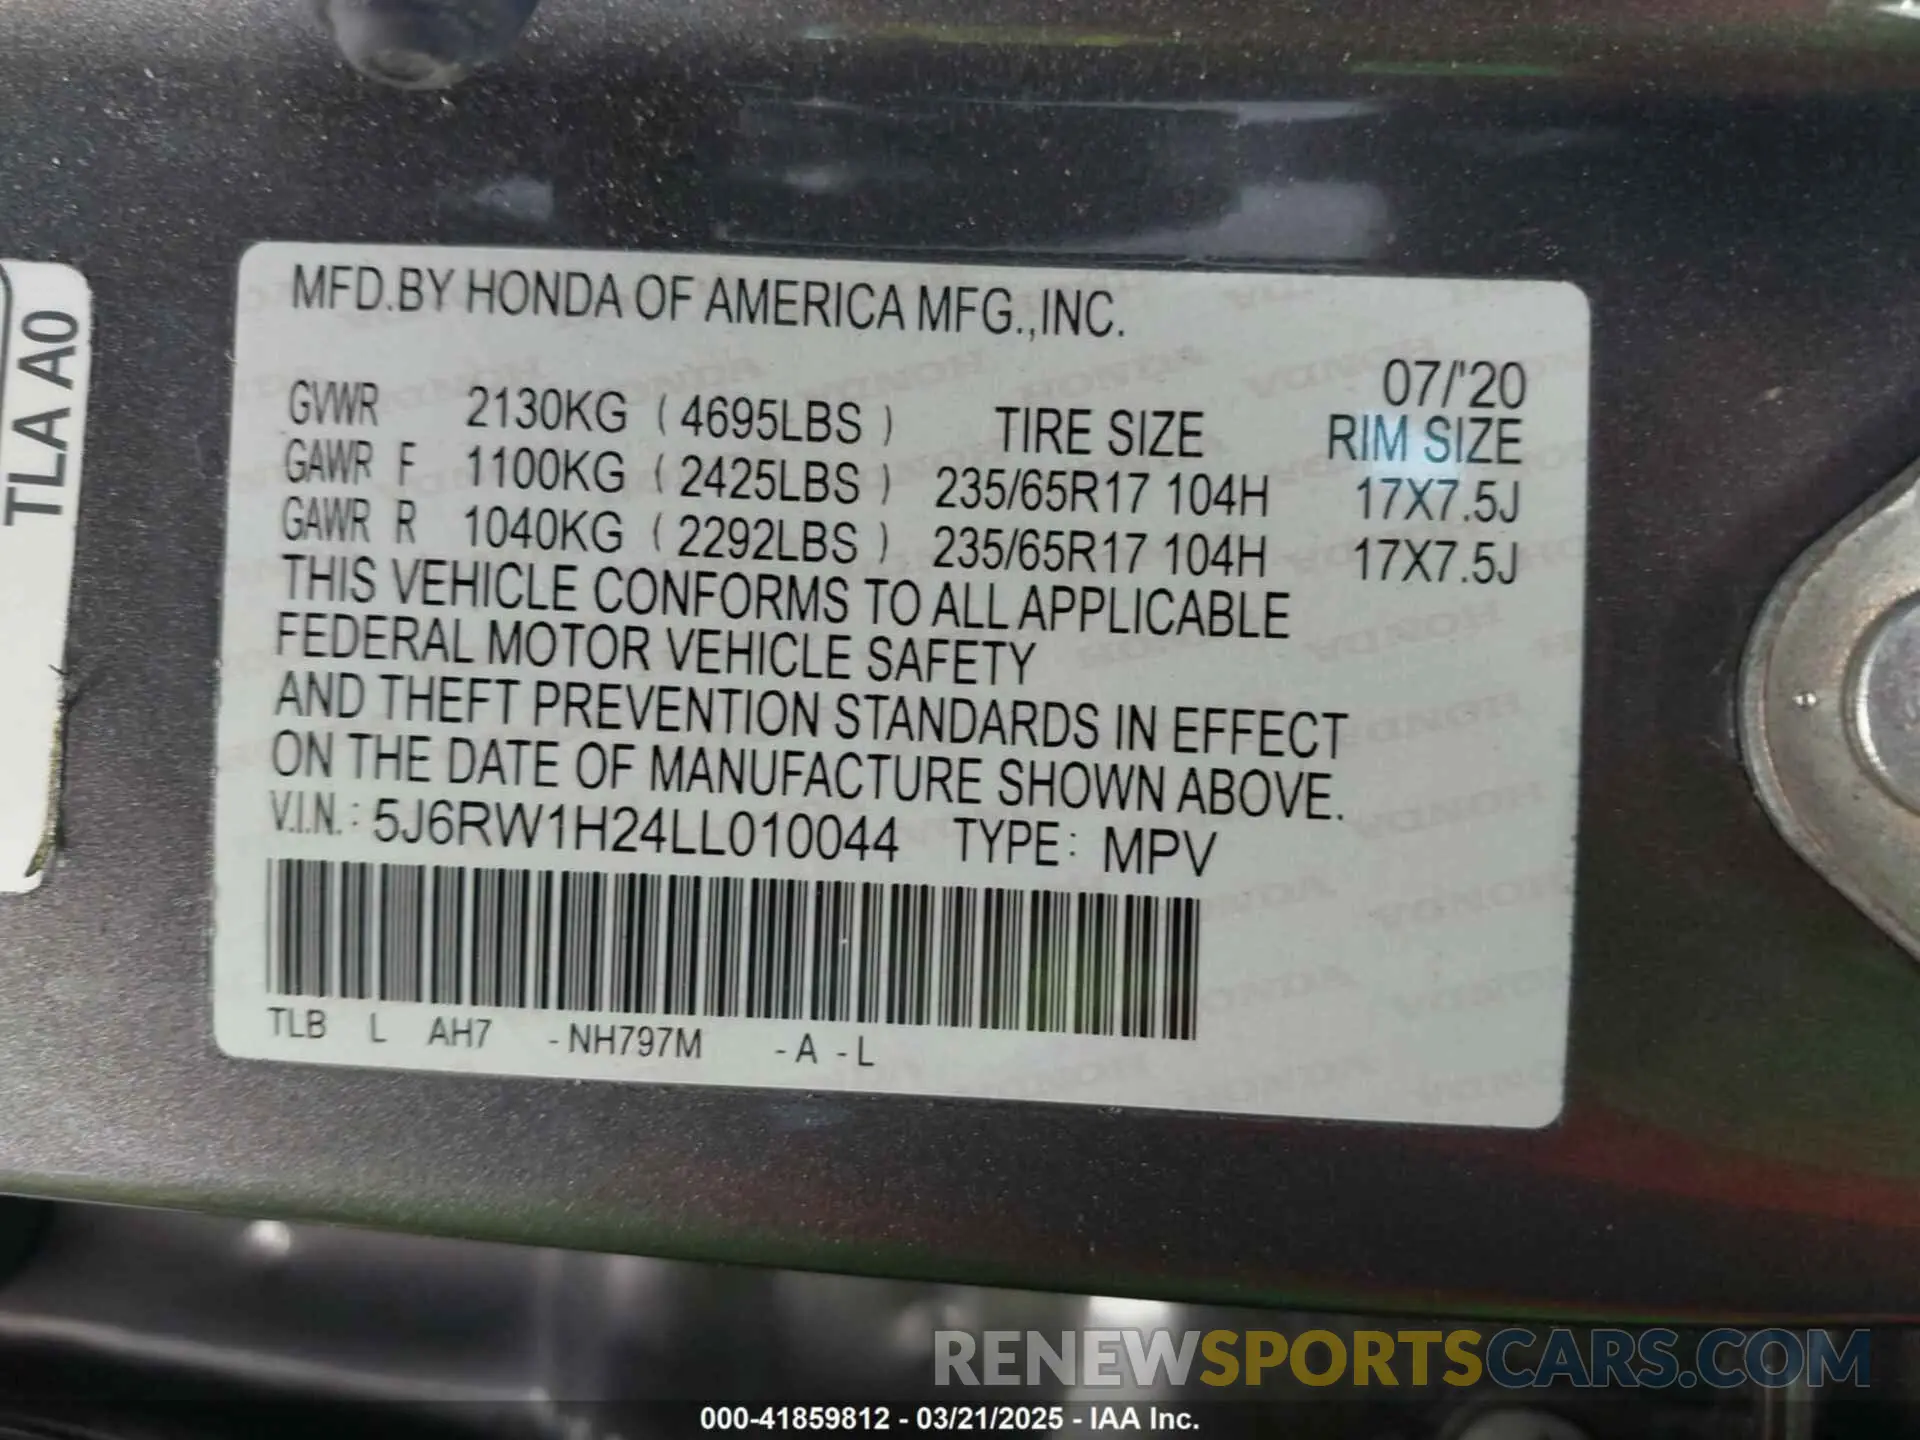 TLA A0
MFD.BY HONDA OF AMERICA MFG.,INC.
07/'20
GVWR 2130KG ( 4695LBS ) TIRE SIZE RIM SIZE
GAWR F 1100KG ( 2425LBS ) 235/65R17 104H 17X7.5J
GAWR R 1040KG ( 2292LBS ) 235/65R17 104H 17X7.5J
THIS VEHICLE CONFORMS TO ALL APPLICABLE
FEDERAL MOTOR VEHICLE SAFETY
AND THEFT PREVENTION STANDARDS IN EFFECT
ON THE DATE OF MANUFACTURE SHOWN ABOVE.
V.I.N.: 5J6RW1H24LL010044 TYPE: MPV
TLB L AH7 -NH797M -A -L
RENEWSPORTSCARS.COM
000-41859812 - 03/21/2025 - IAA Inc.